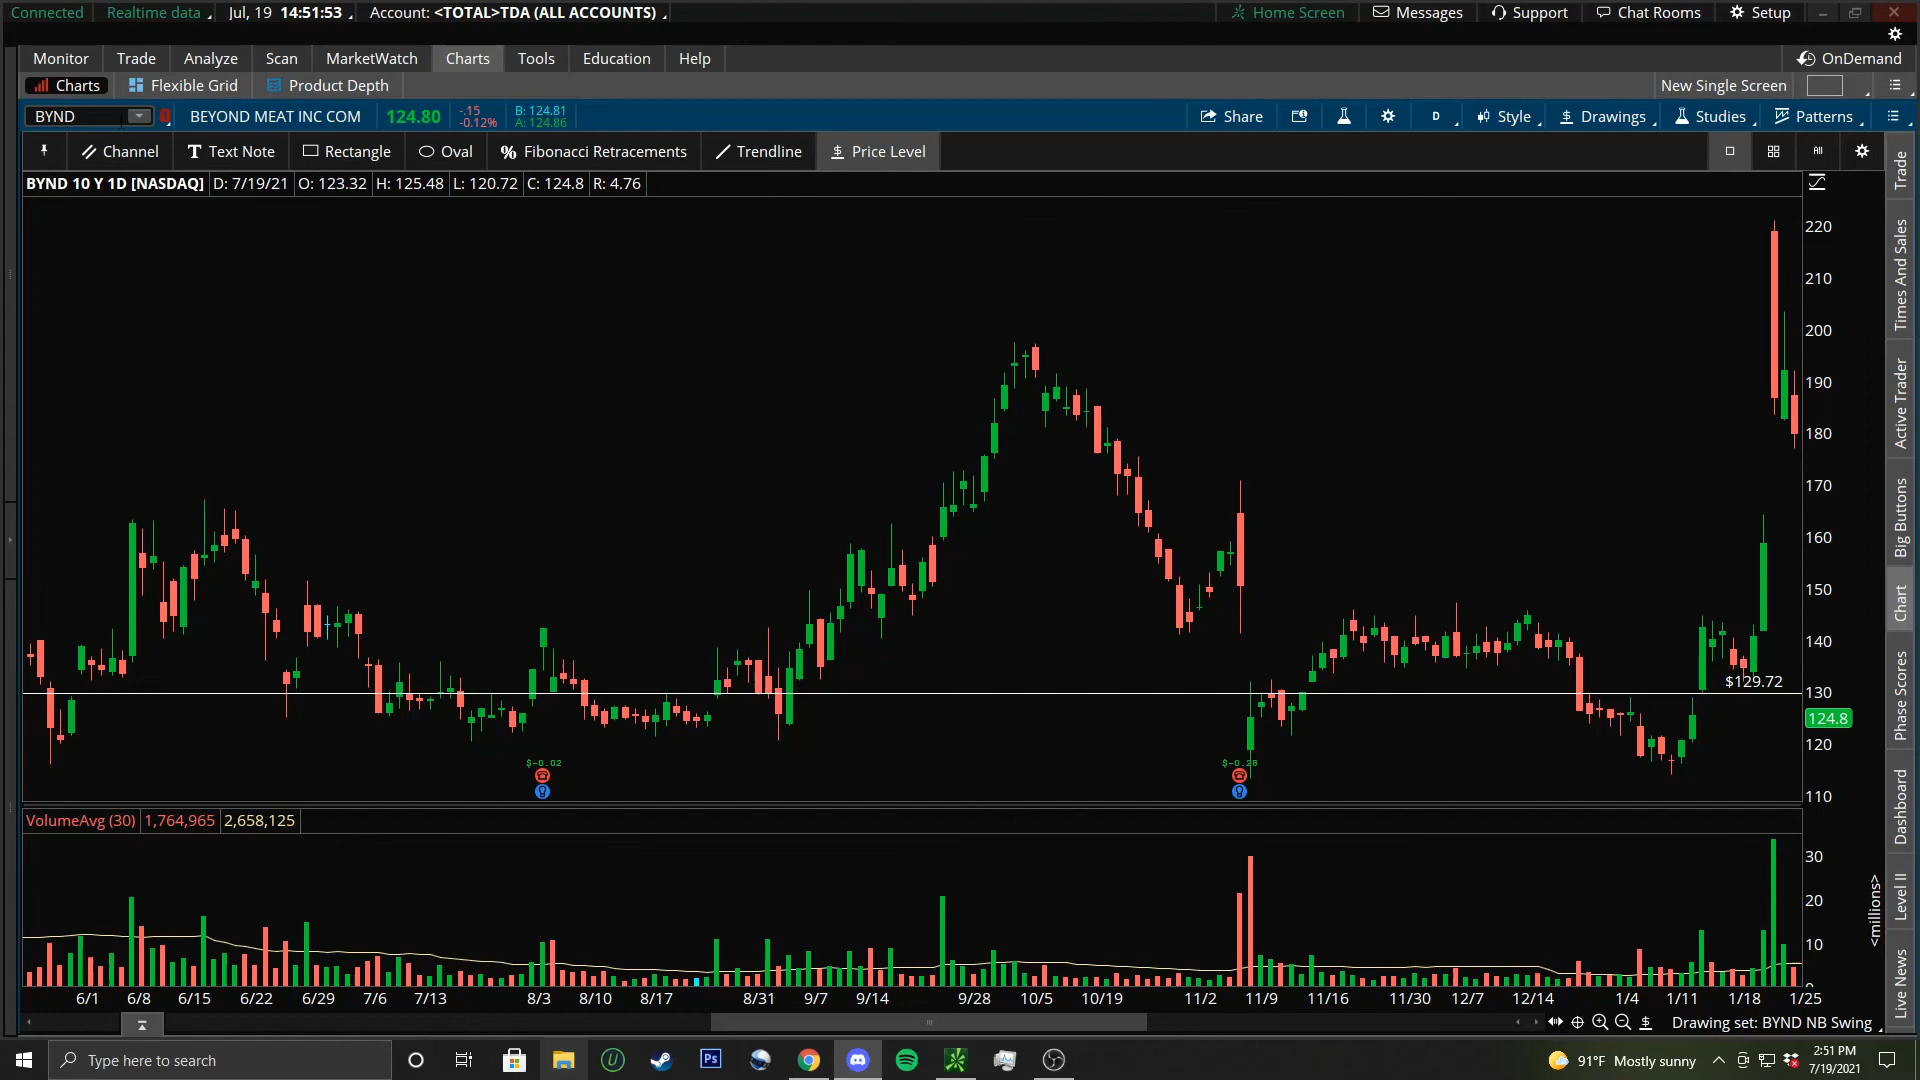 Connected Realtime data Jul, 19 14:51:53 Account: <TOTAL>TDA (ALL ACCOUNTS) Home Screen Messages Support Chat Rooms Setup
Monitor Trade Analyze Scan MarketWatch Charts Tools Education Help OnDemand
Charts Flexible Grid Product Depth New Single Screen
BYND BEYOND MEAT INC COM 124.80 -.15 -0.12% B: 124.81 A: 124.86 Share D Style Drawings Studies Patterns
Channel Text Note Rectangle Oval Fibonacci Retracements Trendline $ Price Level All
BYND 10 Y 1D [NASDAQ] D: 7/19/21 O: 123.32 H: 125.48 L: 120.72 C: 124.8 R: 4.76
220
210
200
190
180
170
160
150
140
$129.72
130
124.8
120
$-0.02 $-0.28
110
VolumeAvg (30) 1,764,965 2,658,125
30
20
10
<millions>
6/1 6/8 6/15 6/22 6/29 7/6 7/13 8/3 8/10 8/17 8/31 9/7 9/14 9/28 10/5 10/19 11/2 11/9 11/16 11/30 12/7 12/14 1/4 1/11 1/18 1/25
Drawing set: BYND NB Swing
Trade
Times And Sales
Active Trader
Big Buttons
Chart
Phase Scores
Dashboard
Level II
Live News
Type here to search Ps 91°F Mostly sunny 2:51 PM
7/19/2021